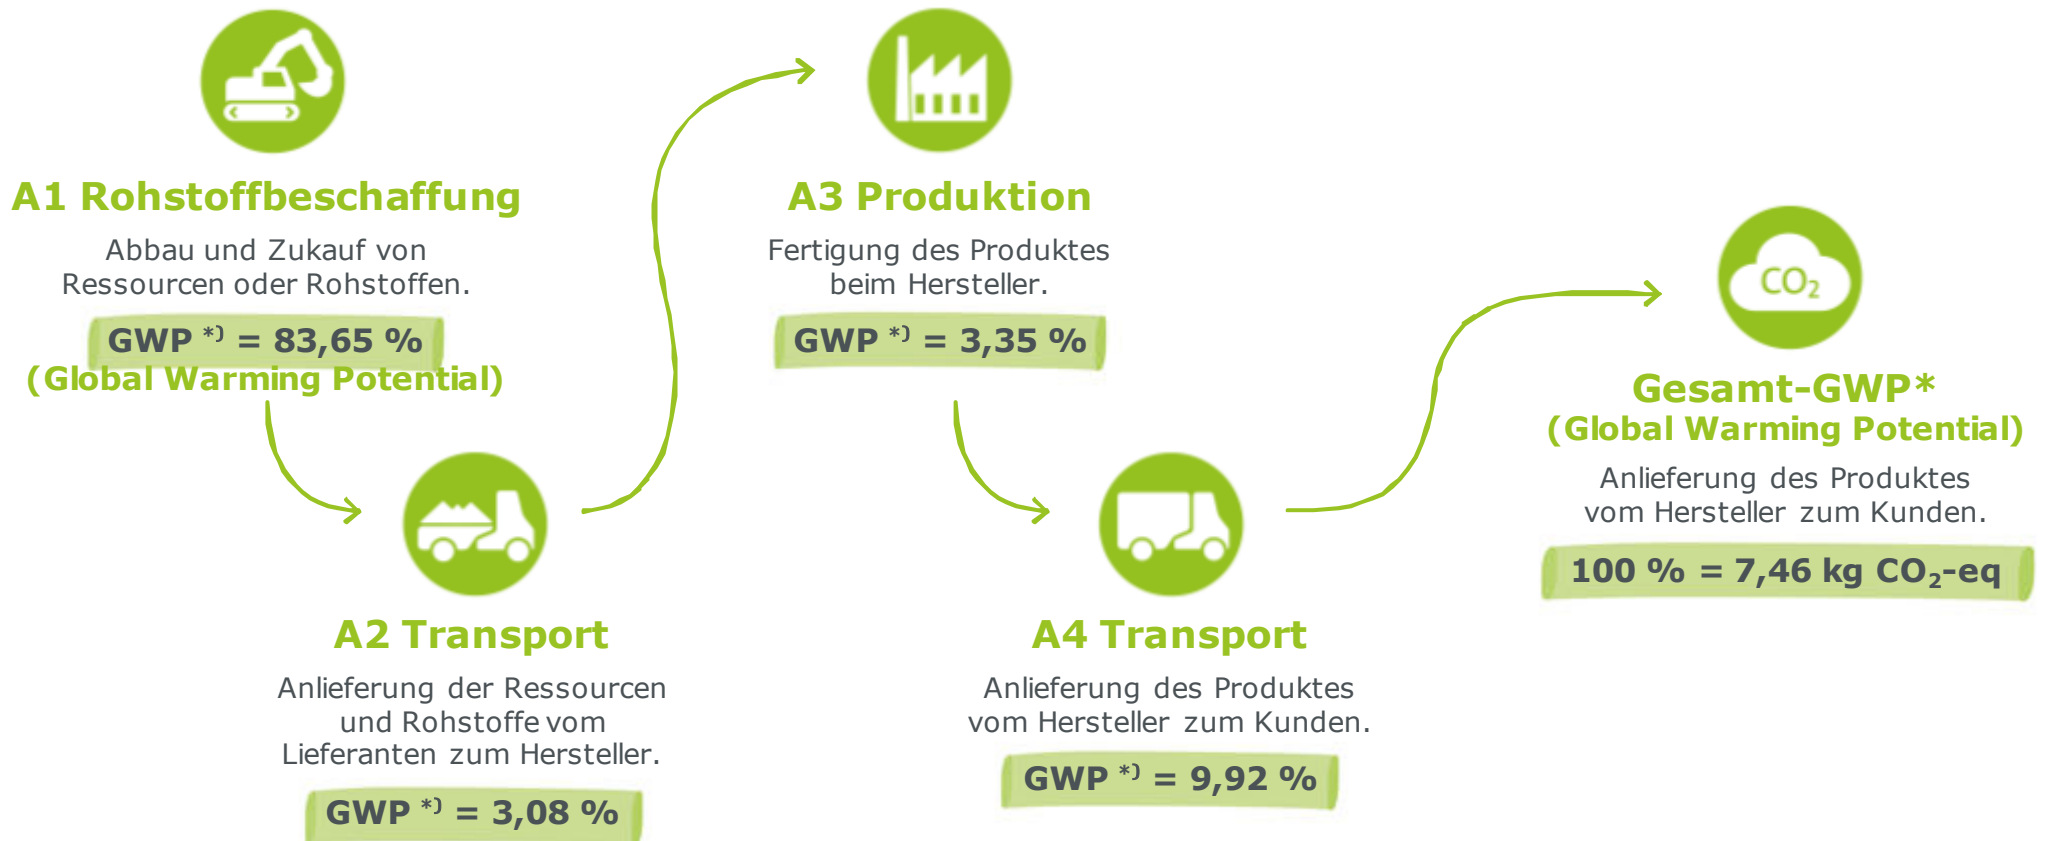 A1 Rohstoffbeschaffung
Abbau und Zukauf von
Ressourcen oder Rohstoffen.
GWP *) = 83,65 %
(Global Warming Potential)
A2 Transport
Anlieferung der Ressourcen
und Rohstoffe vom
Lieferanten zum Hersteller.
GWP *) = 3,08 %
A3 Produktion
Fertigung des Produktes
beim Hersteller.
GWP *) = 3,35 %
A4 Transport
Anlieferung des Produktes
vom Hersteller zum Kunden.
GWP *) = 9,92 %
CO₂
Gesamt-GWP*
(Global Warming Potential)
Anlieferung des Produktes
vom Hersteller zum Kunden.
100 % = 7,46 kg CO₂-eq